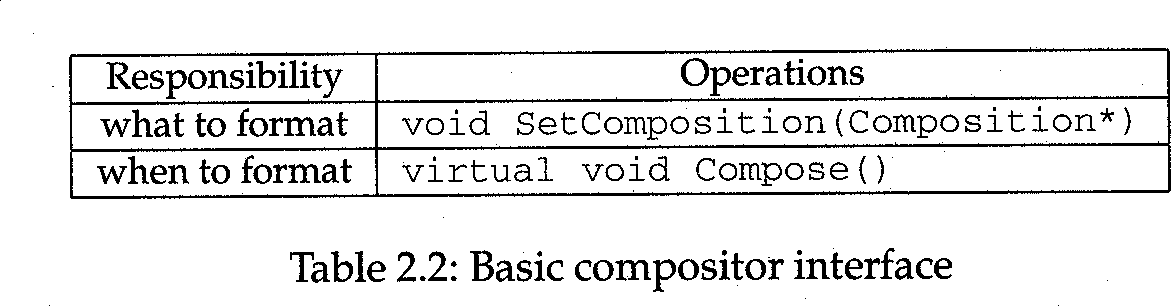 Responsibility Operations
what to format void SetComposition(Composition*)
when to format virtual void Compose()
Table 2.2: Basic compositor interface